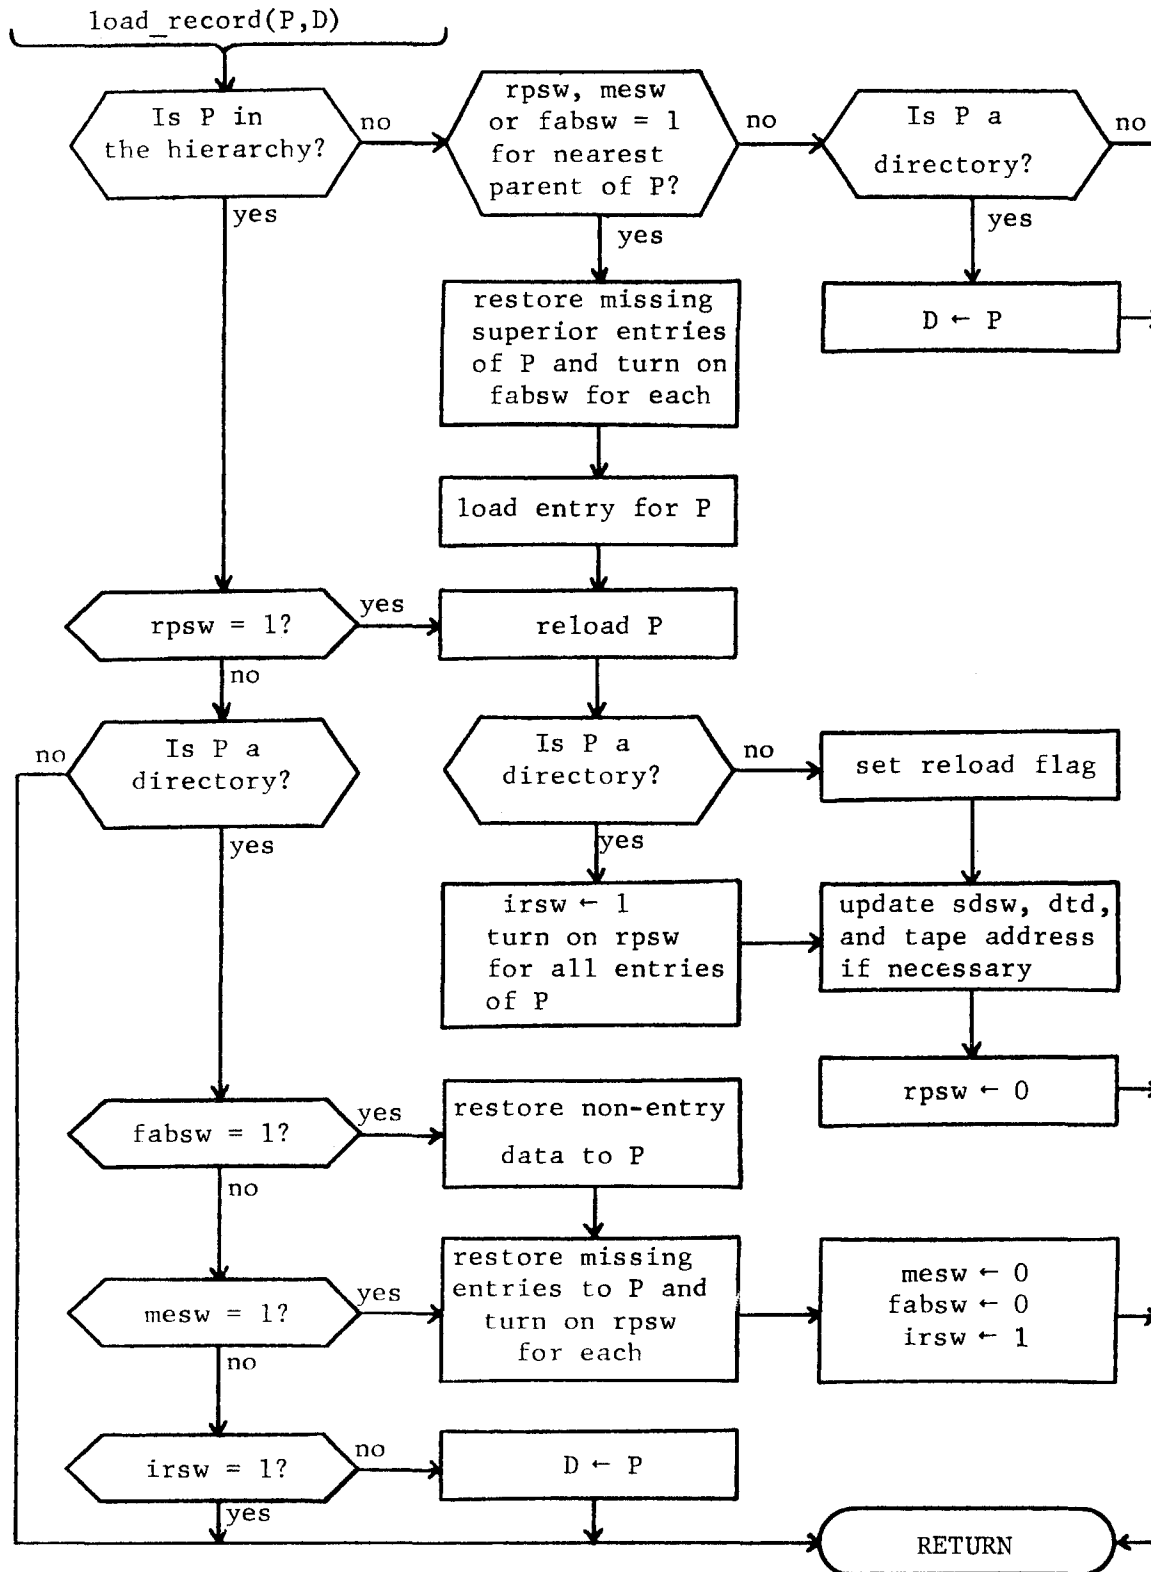 load_record(P,D)
Is P in
the hierarchy?
no
yes
rpsw, mesw
or fabsw = 1
for nearest
parent of P?
no
yes
Is P a
directory?
no
yes
D ← P
restore missing
superior entries
of P and turn on
fabsw for each
load entry for P
rpsw = 1?
yes
no
reload P
Is P a
directory?
no
yes
Is P a
directory?
no
yes
set reload flag
irsw ← 1
turn on rpsw
for all entries
of P
update sdsw, dtd,
and tape address
if necessary
rpsw ← 0
fabsw = 1?
yes
no
restore non-entry
data to P
mesw = 1?
yes
no
restore missing
entries to P and
turn on rpsw
for each
mesw ← 0
fabsw ← 0
irsw ← 1
irsw = 1?
no
yes
D ← P
RETURN